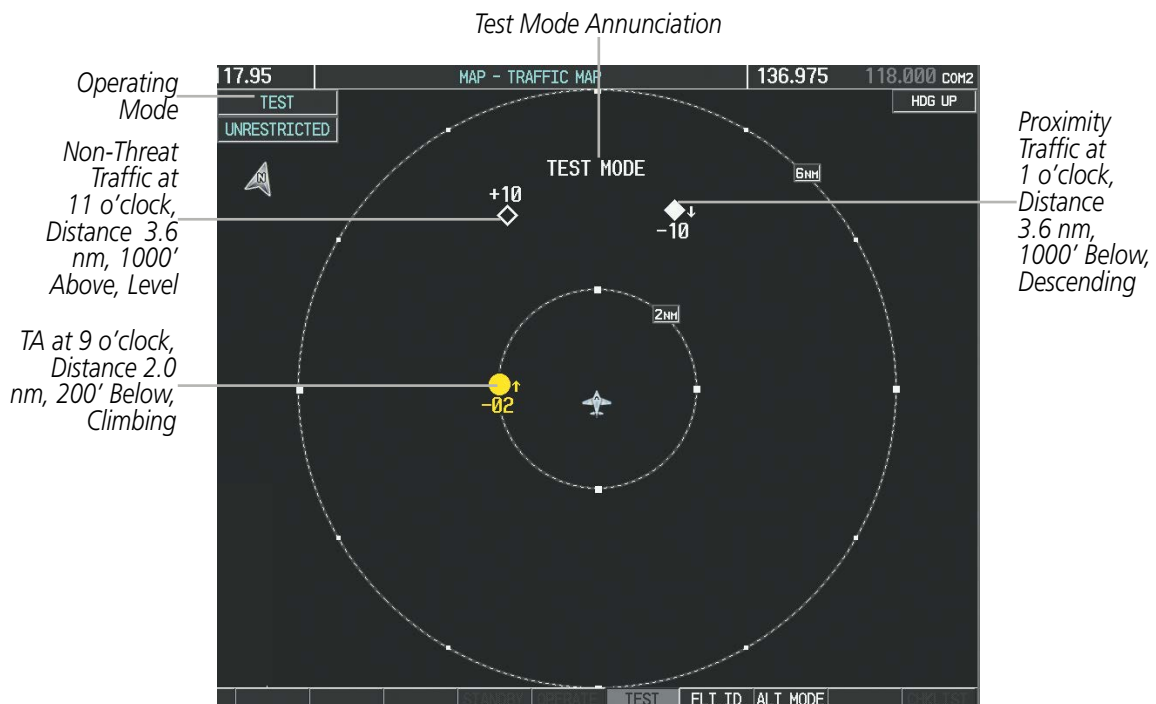 Test Mode Annunciation
Operating
Mode
17.95 MAP - TRAFFIC MAP 136.975 118.000 COM2
TEST
UNRESTRICTED
HDG UP
N
Non-Threat
Traffic at
11 o'clock,
Distance 3.6
nm, 1000'
Above, Level
TEST MODE
6NM
+10
-10
Proximity
Traffic at
1 o'clock,
Distance
3.6 nm,
1000' Below,
Descending
2NM
TA at 9 o'clock,
Distance 2.0
nm, 200' Below,
Climbing
-02
STANDBY OPERATE TEST FLT ID ALT MODE CHKLIST